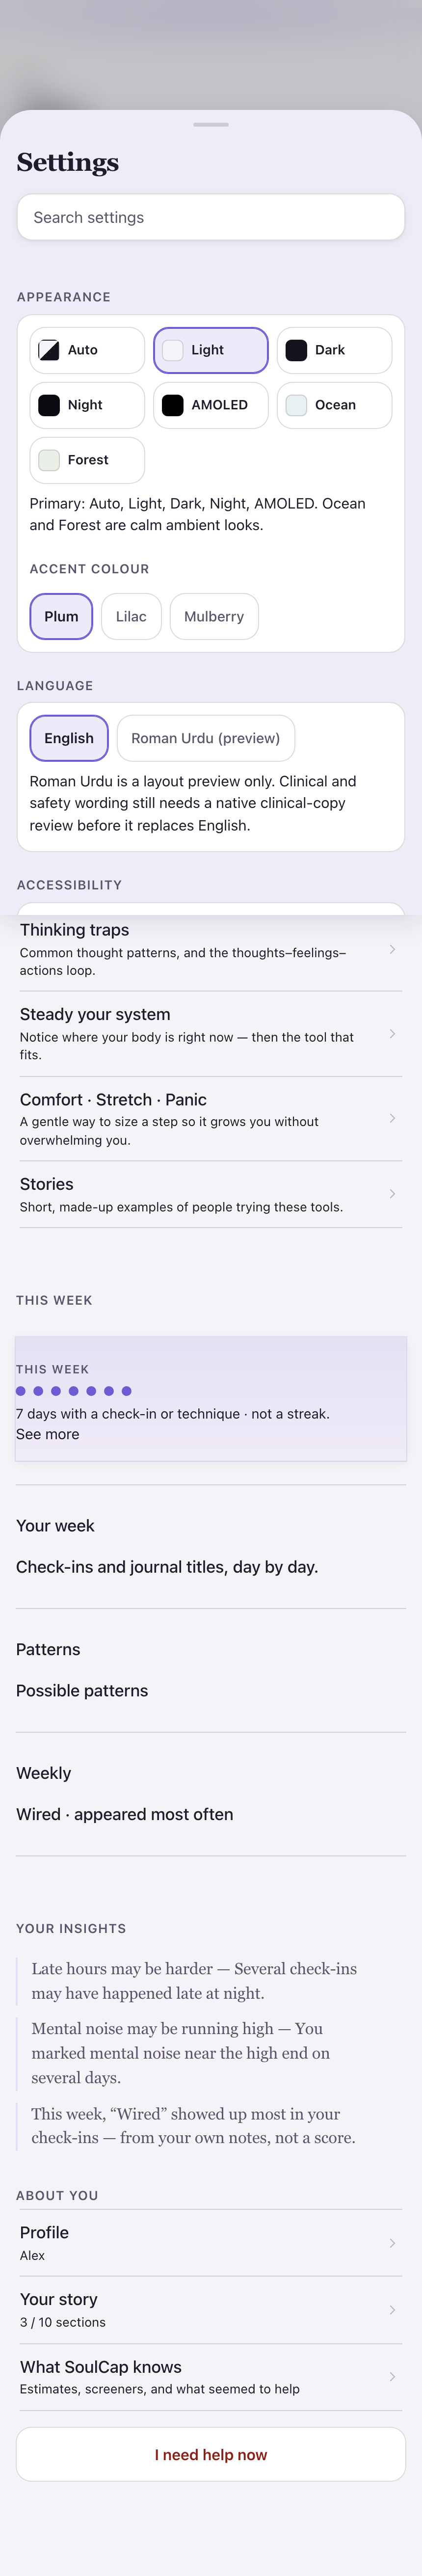 Settings
Search settings
APPEARANCE
Auto
Light
Dark
Night
AMOLED
Ocean
Forest
Primary: Auto, Light, Dark, Night, AMOLED. Ocean
and Forest are calm ambient looks.
ACCENT COLOUR
Plum
Lilac
Mulberry
LANGUAGE
English
Roman Urdu (preview)
Roman Urdu is a layout preview only. Clinical and
safety wording still needs a native clinical-copy
review before it replaces English.
ACCESSIBILITY
Thinking traps
Common thought patterns, and the thoughts–feelings–
actions loop.
Steady your system
Notice where your body is right now — then the tool that
fits.
Comfort · Stretch · Panic
A gentle way to size a step so it grows you without
overwhelming you.
Stories
Short, made-up examples of people trying these tools.
THIS WEEK
THIS WEEK
7 days with a check-in or technique · not a streak.
See more
Your week
Check-ins and journal titles, day by day.
Patterns
Possible patterns
Weekly
Wired · appeared most often
YOUR INSIGHTS
Late hours may be harder — Several check-ins
may have happened late at night.
Mental noise may be running high — You
marked mental noise near the high end on
several days.
This week, “Wired” showed up most in your
check-ins — from your own notes, not a score.
ABOUT YOU
Profile
Alex
Your story
3 / 10 sections
What SoulCap knows
Estimates, screeners, and what seemed to help
I need help now